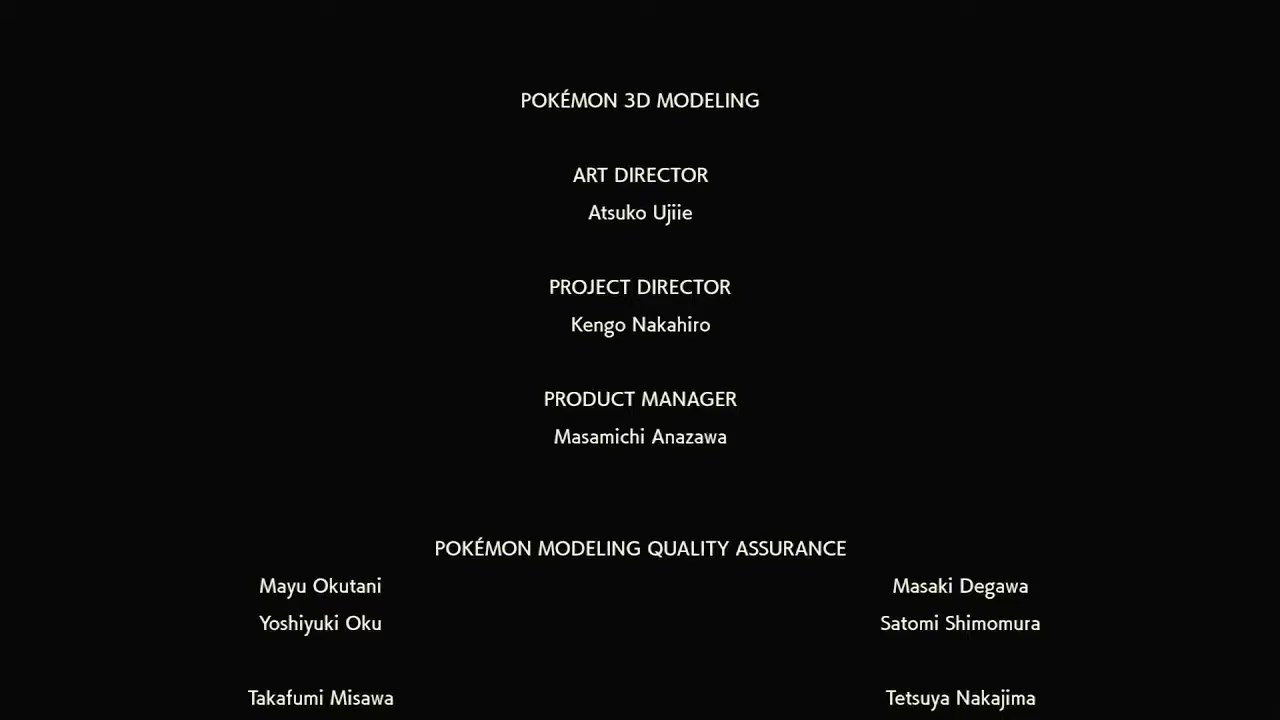 POKÉMON 3D MODELING
ART DIRECTOR
Atsuko Ujiie
PROJECT DIRECTOR
Kengo Nakahiro
PRODUCT MANAGER
Masamichi Anazawa
POKÉMON MODELING QUALITY ASSURANCE
Mayu Okutani Masaki Degawa
Yoshiyuki Oku Satomi Shimomura
Takafumi Misawa Tetsuya Nakajima